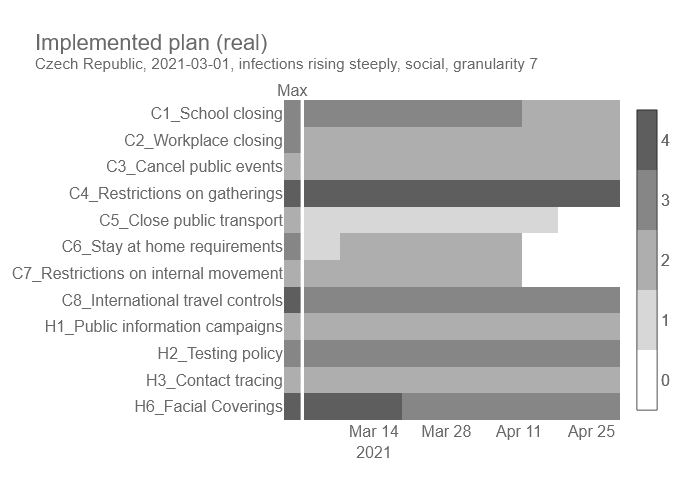 Implemented plan (real)
Czech Republic, 2021-03-01, infections rising steeply, social, granularity 7
Max
C1_School closing
C2_Workplace closing
C3_Cancel public events
C4_Restrictions on gatherings
C5_Close public transport
C6_Stay at home requirements
C7_Restrictions on internal movement
C8_International travel controls
H1_Public information campaigns
H2_Testing policy
H3_Contact tracing
H6_Facial Coverings
Mar 14 Mar 28 Apr 11 Apr 25
2021
4
3
2
1
0